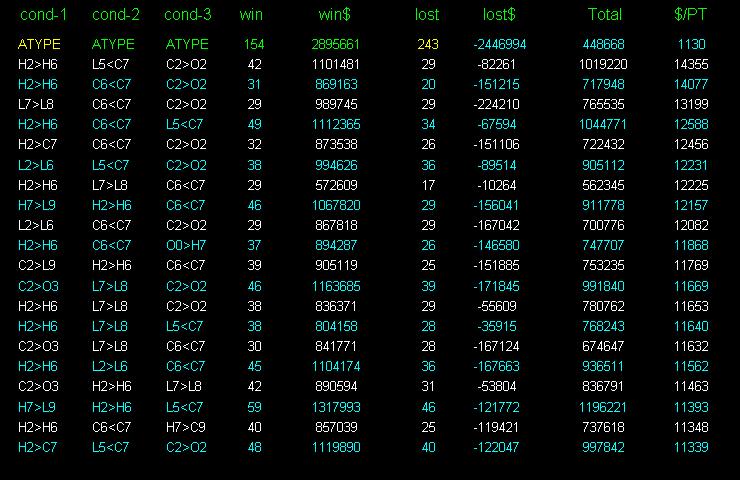 cond-1 cond-2 cond-3 win win$ lost lost$ Total $/PT
ATYPE ATYPE ATYPE 154 2895661 243 -2446994 448668 1130
H2>H6 L5<C7 C2>O2 42 1101481 29 -82261 1019220 14355
H2>H6 C6<C7 C2>O2 31 869163 20 -151215 717948 14077
L7>L8 C6<C7 C2>O2 29 989745 29 -224210 765535 13199
H2>H6 C6<C7 L5<C7 49 1112365 34 -67594 1044771 12588
H2>C7 C6<C7 C2>O2 32 873538 26 -151106 722432 12456
L2>L6 L5<C7 C2>O2 38 994626 36 -89514 905112 12231
H2>H6 L7>L8 C6<C7 29 572609 17 -10264 562345 12225
H7>L9 H2>H6 C6<C7 46 1067820 29 -156041 911778 12157
L2>L6 C6<C7 C2>O2 29 867818 29 -167042 700776 12082
H2>H6 C6<C7 O0>H7 37 894287 26 -146580 747707 11868
C2>L9 H2>H6 C6<C7 39 905119 25 -151885 753235 11769
C2>O3 L7>L8 C2>O2 46 1163685 39 -171845 991840 11669
H2>H6 L7>L8 C2>O2 38 836371 29 -55609 780762 11653
H2>H6 L7>L8 L5<C7 38 804158 28 -35915 768243 11640
C2>O3 L7>L8 C6<C7 30 841771 28 -167124 674647 11632
H2>H6 L2>L6 C6<C7 45 1104174 36 -167663 936511 11562
C2>O3 H2>H6 L7>L8 42 890594 31 -53804 836791 11463
H7>L9 H2>H6 L5<C7 59 1317993 46 -121772 1196221 11393
H2>H6 C6<C7 H7>C9 40 857039 25 -119421 737618 11348
H2>C7 L5<C7 C2>O2 48 1119890 40 -122047 997842 11339